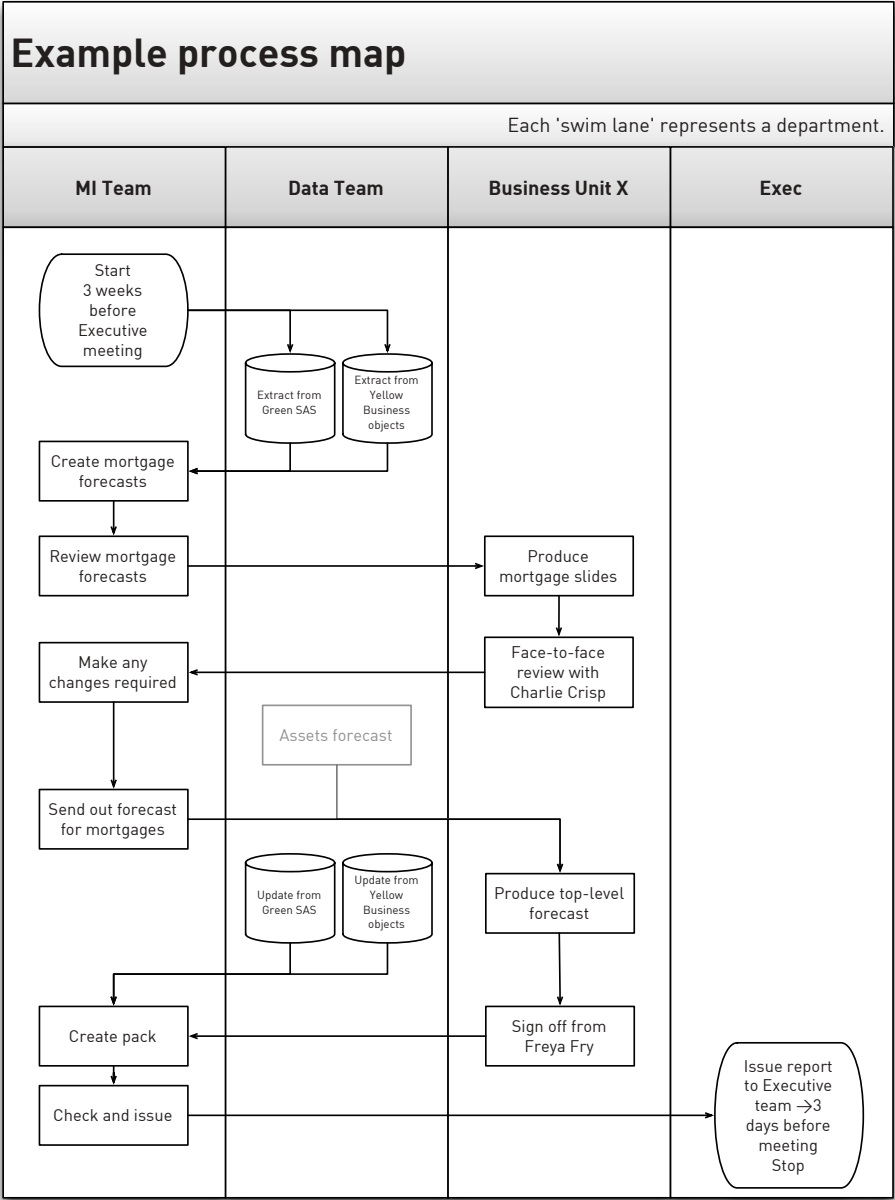 Example process map
Each 'swim lane' represents a department.
MI Team
Data Team
Business Unit X
Exec
Start
3 weeks
before
Executive
meeting
Extract from
Green SAS
Extract from
Yellow
Business
objects
Create mortgage
forecasts
Review mortgage
forecasts
Produce
mortgage slides
Face-to-face
review with
Charlie Crisp
Make any
changes required
Assets forecast
Send out forecast
for mortgages
Update from
Green SAS
Update from
Yellow
Business
objects
Produce top-level
forecast
Create pack
Sign off from
Freya Fry
Check and issue
Issue report
to Executive
team →3
days before
meeting
Stop